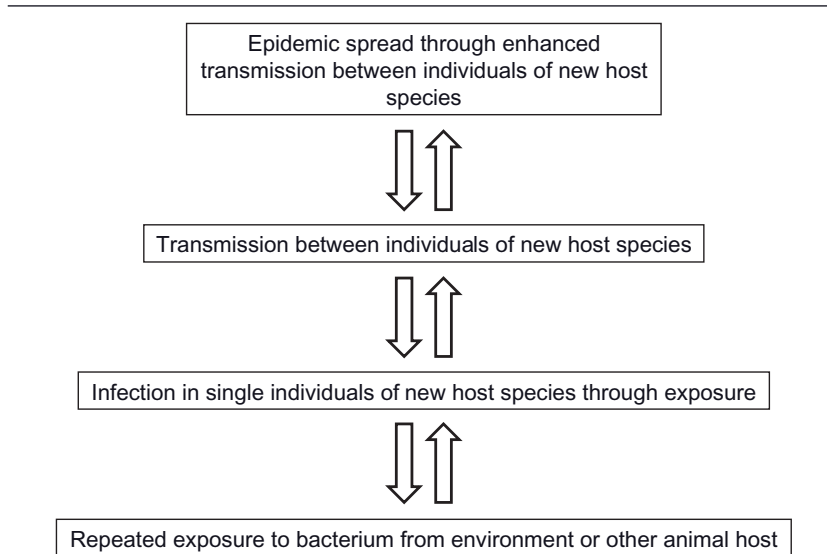 Epidemic spread through enhanced
transmission between individuals of new host
species
Transmission between individuals of new host species
Infection in single individuals of new host species through exposure
Repeated exposure to bacterium from environment or other animal host